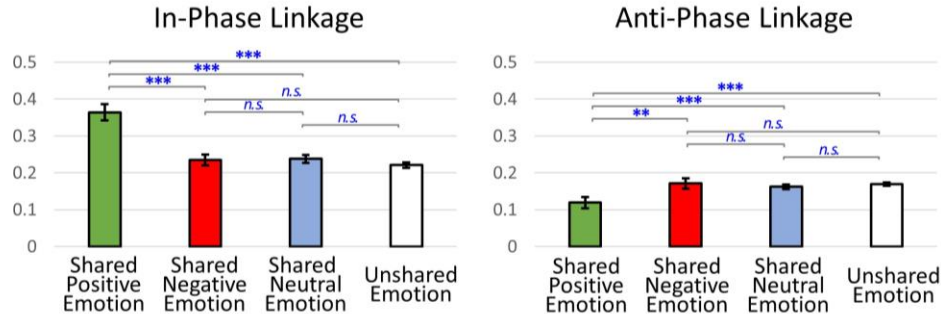 In-Phase Linkage
0.5
0.4
0.3
0.2
0.1
0
***
***
***
n.s.
n.s.
n.s.
Shared
Positive
Emotion
Shared
Negative
Emotion
Shared
Neutral
Emotion
Unshared
Emotion
Anti-Phase Linkage
0.5
0.4
0.3
0.2
0.1
0
***
***
**
n.s.
n.s.
n.s.
Shared
Positive
Emotion
Shared
Negative
Emotion
Shared
Neutral
Emotion
Unshared
Emotion